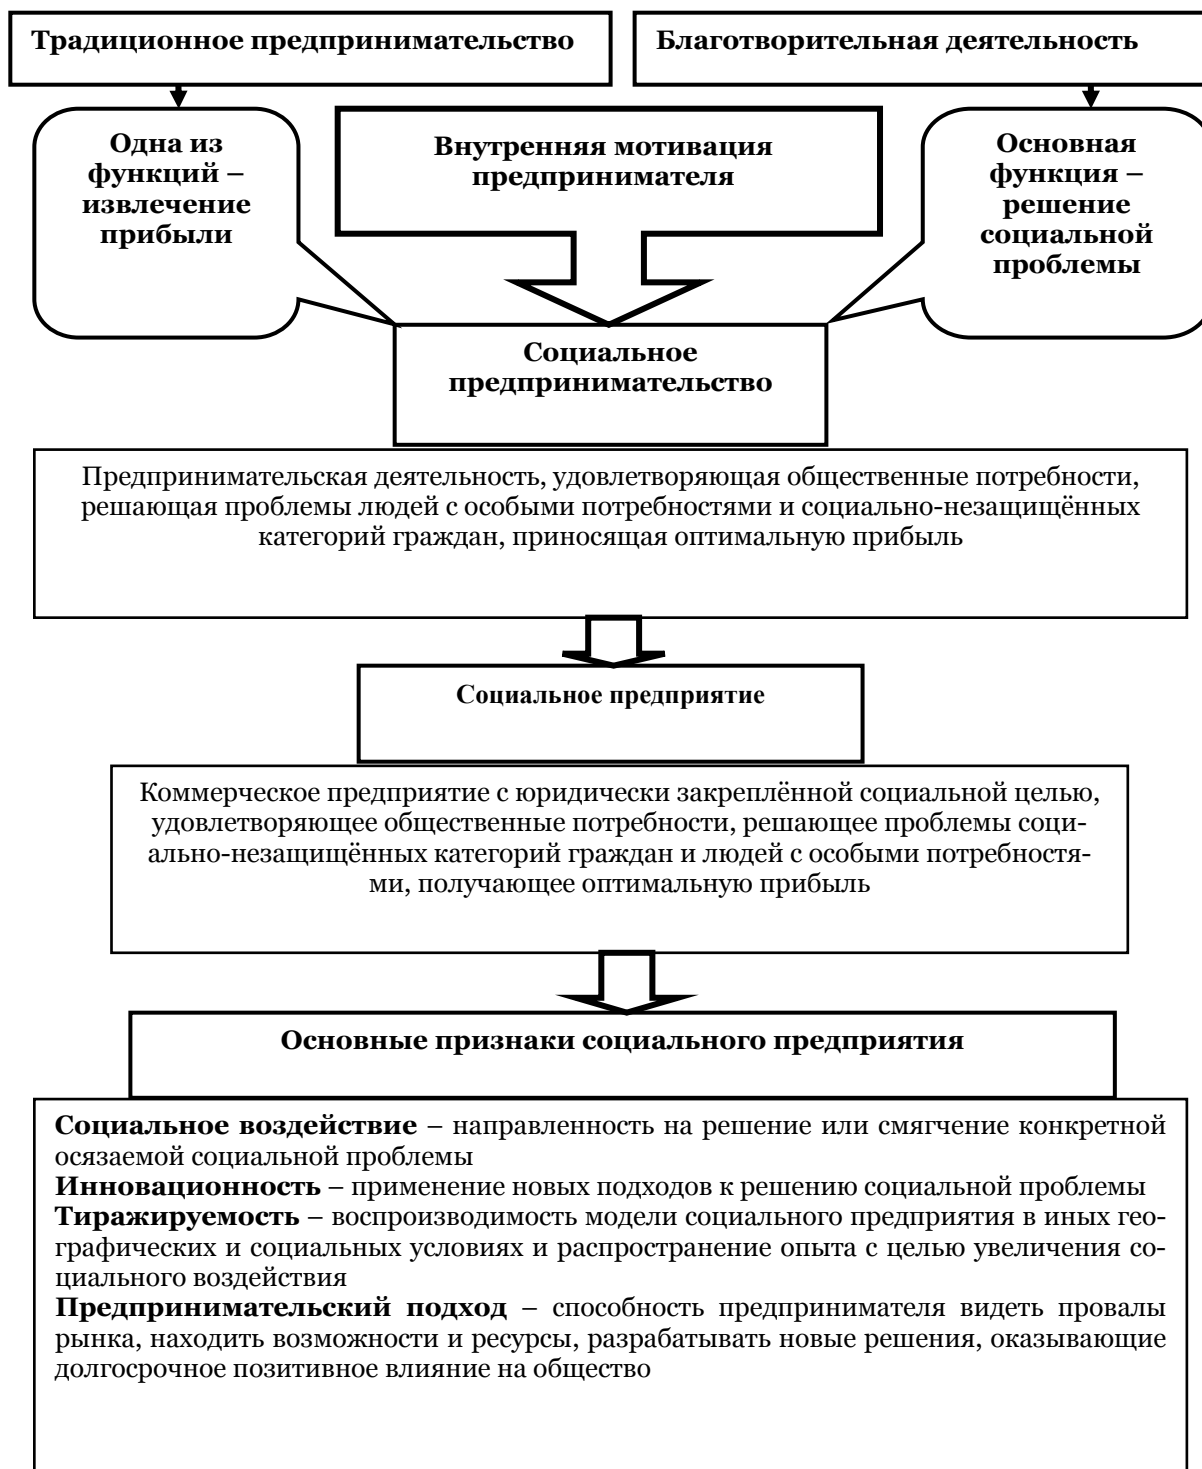 Традиционное предпринимательство
Благотворительная деятельность
Одна из
функций –
извлечение
прибыли
Внутренняя мотивация
предпринимателя
Основная
функция –
решение
социальной
проблемы
Социальное
предпринимательство
Предпринимательская деятельность, удовлетворяющая общественные потребности,
решающая проблемы людей с особыми потребностями и социально-незащищённых
категорий граждан, приносящая оптимальную прибыль
Социальное предприятие
Коммерческое предприятие с юридически закреплённой социальной целью,
удовлетворяющее общественные потребности, решающее проблемы соци-
ально-незащищённых категорий граждан и людей с особыми потребностя-
ми, получающее оптимальную прибыль
Основные признаки социального предприятия
Социальное воздействие – направленность на решение или смягчение конкретной
осязаемой социальной проблемы
Инновационность – применение новых подходов к решению социальной проблемы
Тиражируемость – воспроизводимость модели социального предприятия в иных гео-
графических и социальных условиях и распространение опыта с целью увеличения со-
циального воздействия
Предпринимательский подход – способность предпринимателя видеть провалы
рынка, находить возможности и ресурсы, разрабатывать новые решения, оказывающие
долгосрочное позитивное влияние на общество